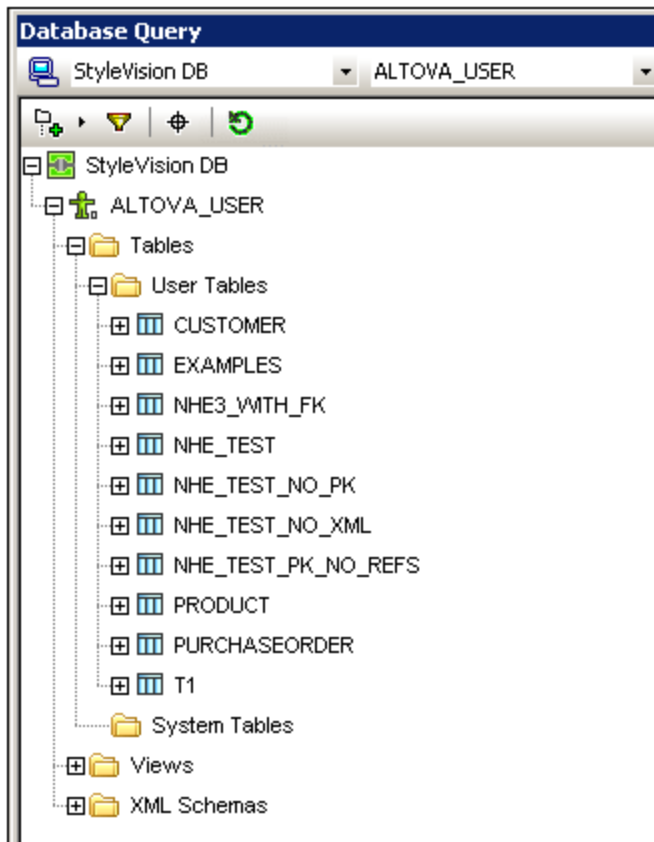 Database Query
StyleVision DB ALTOVA_USER
StyleVision DB
ALTOVA_USER
Tables
User Tables
CUSTOMER
EXAMPLES
NHE3_WITH_FK
NHE_TEST
NHE_TEST_NO_PK
NHE_TEST_NO_XML
NHE_TEST_PK_NO_REFS
PRODUCT
PURCHASEORDER
T1
System Tables
Views
XML Schemas